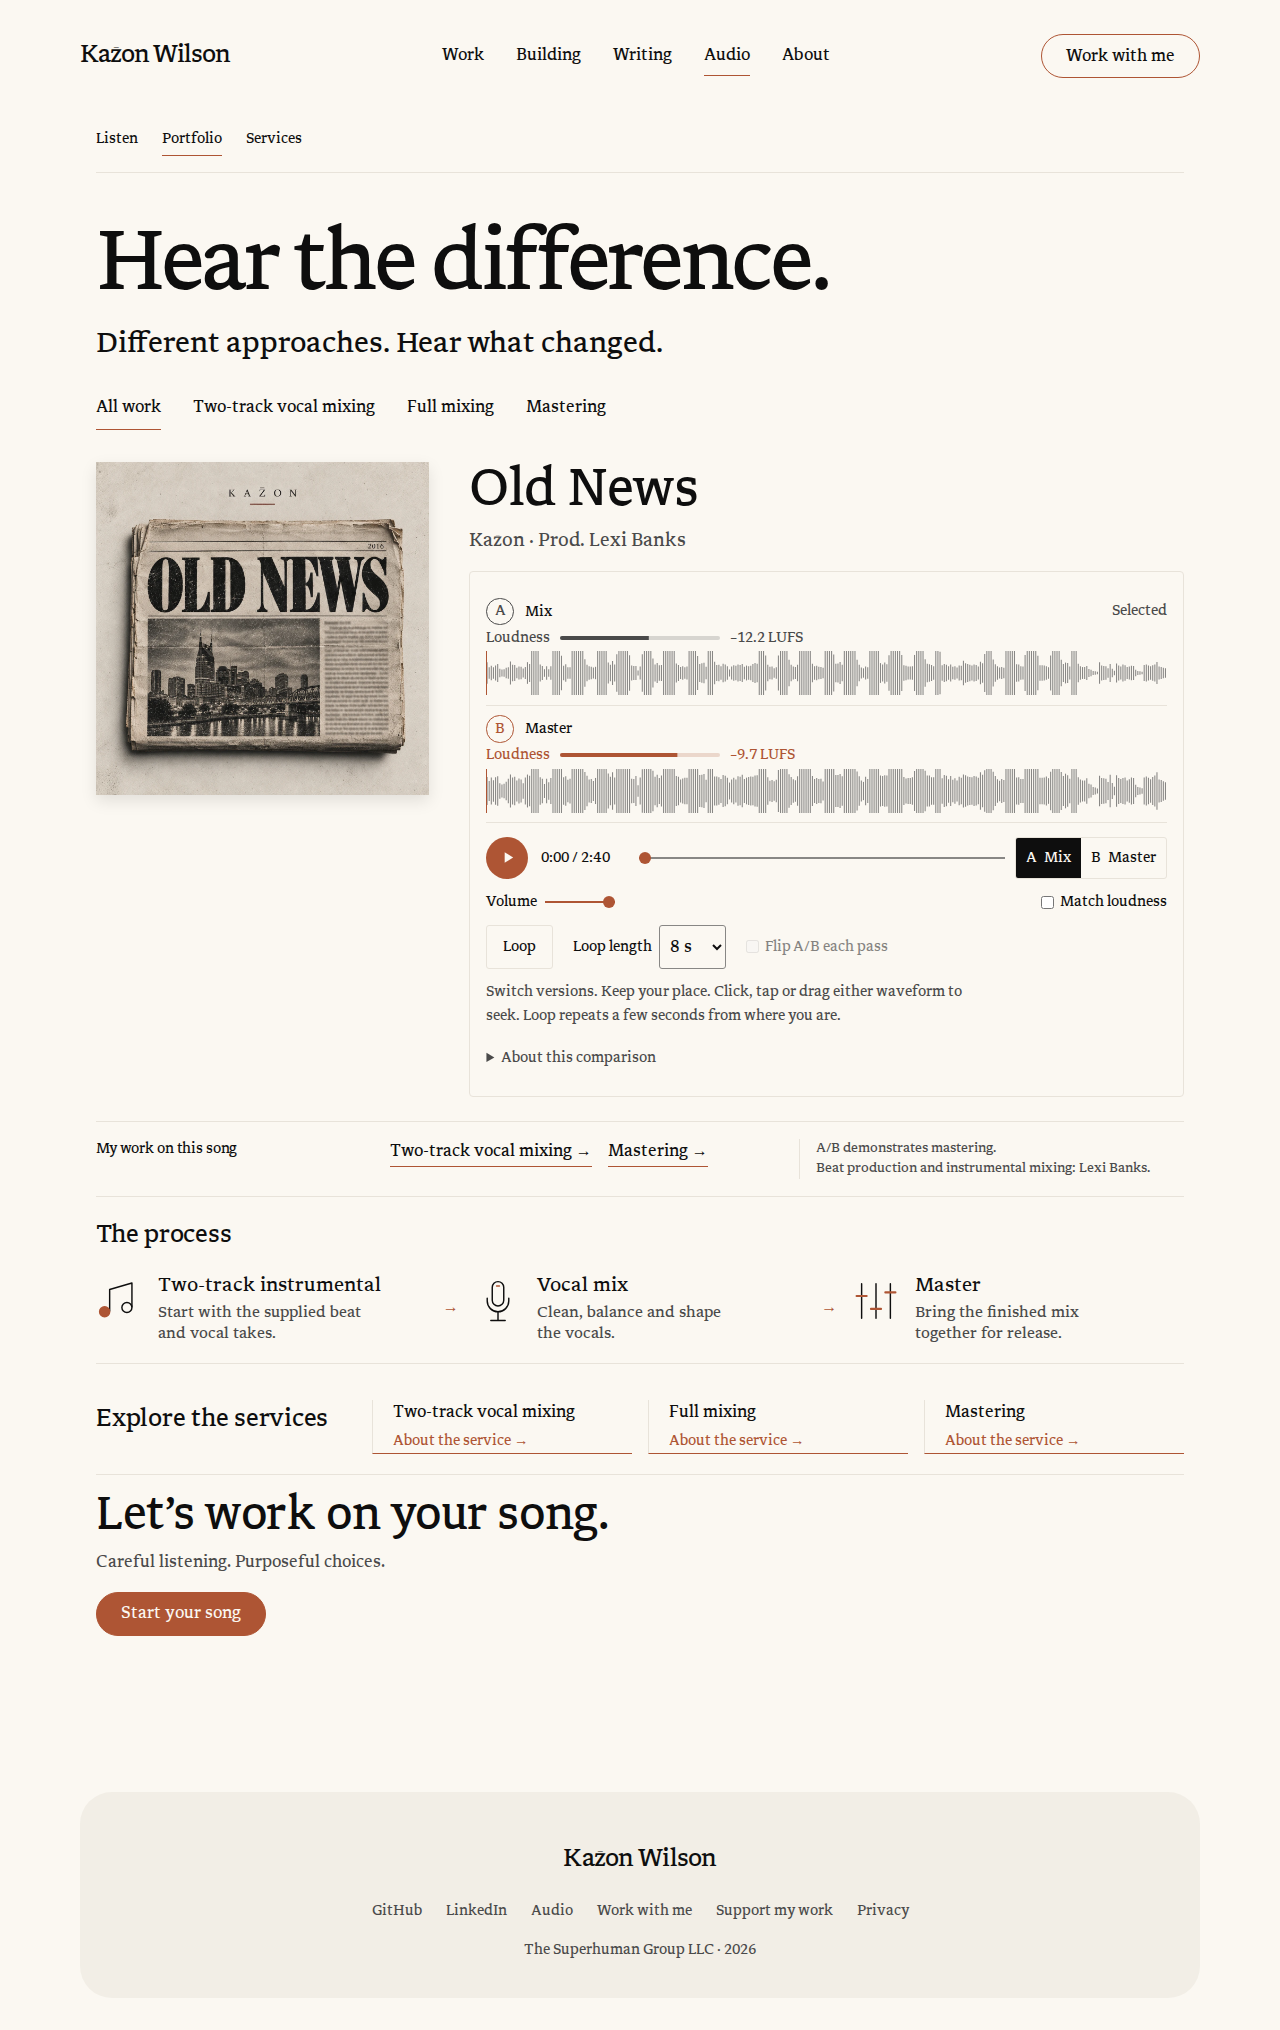 Każon Wilson
Work Building Writing Audio About
Work with me
Listen Portfolio Services
Hear the difference.
Different approaches. Hear what changed.
All work Two-track vocal mixing Full mixing Mastering
KAŽON
2016
OLD NEWS
Old News
Kazon · Prod. Lexi Banks
A Mix
Selected
Loudness −12.2 LUFS
B Master
Loudness −9.7 LUFS
0:00 / 2:40
A Mix B Master
Volume
Match loudness
Loop Loop length 8 s Flip A/B each pass
Switch versions. Keep your place. Click, tap or drag either waveform to
seek. Loop repeats a few seconds from where you are.
About this comparison
My work on this song
Two-track vocal mixing → Mastering →
A/B demonstrates mastering.
Beat production and instrumental mixing: Lexi Banks.
The process
Two-track instrumental
Start with the supplied beat
and vocal takes.
→
Vocal mix
Clean, balance and shape
the vocals.
→
Master
Bring the finished mix
together for release.
Explore the services
Two-track vocal mixing
About the service →
Full mixing
About the service →
Mastering
About the service →
Let’s work on your song.
Careful listening. Purposeful choices.
Start your song
Każon Wilson
GitHub LinkedIn Audio Work with me Support my work Privacy
The Superhuman Group LLC · 2026